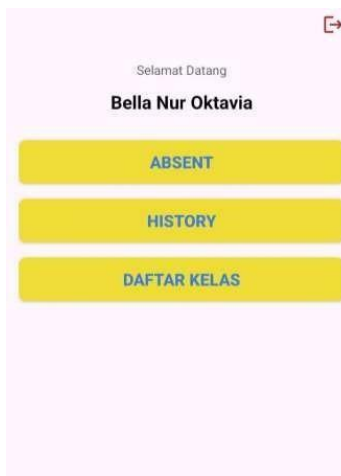 Selamat Datang
Bella Nur Oktavia
ABSENT
HISTORY
DAFTAR KELAS